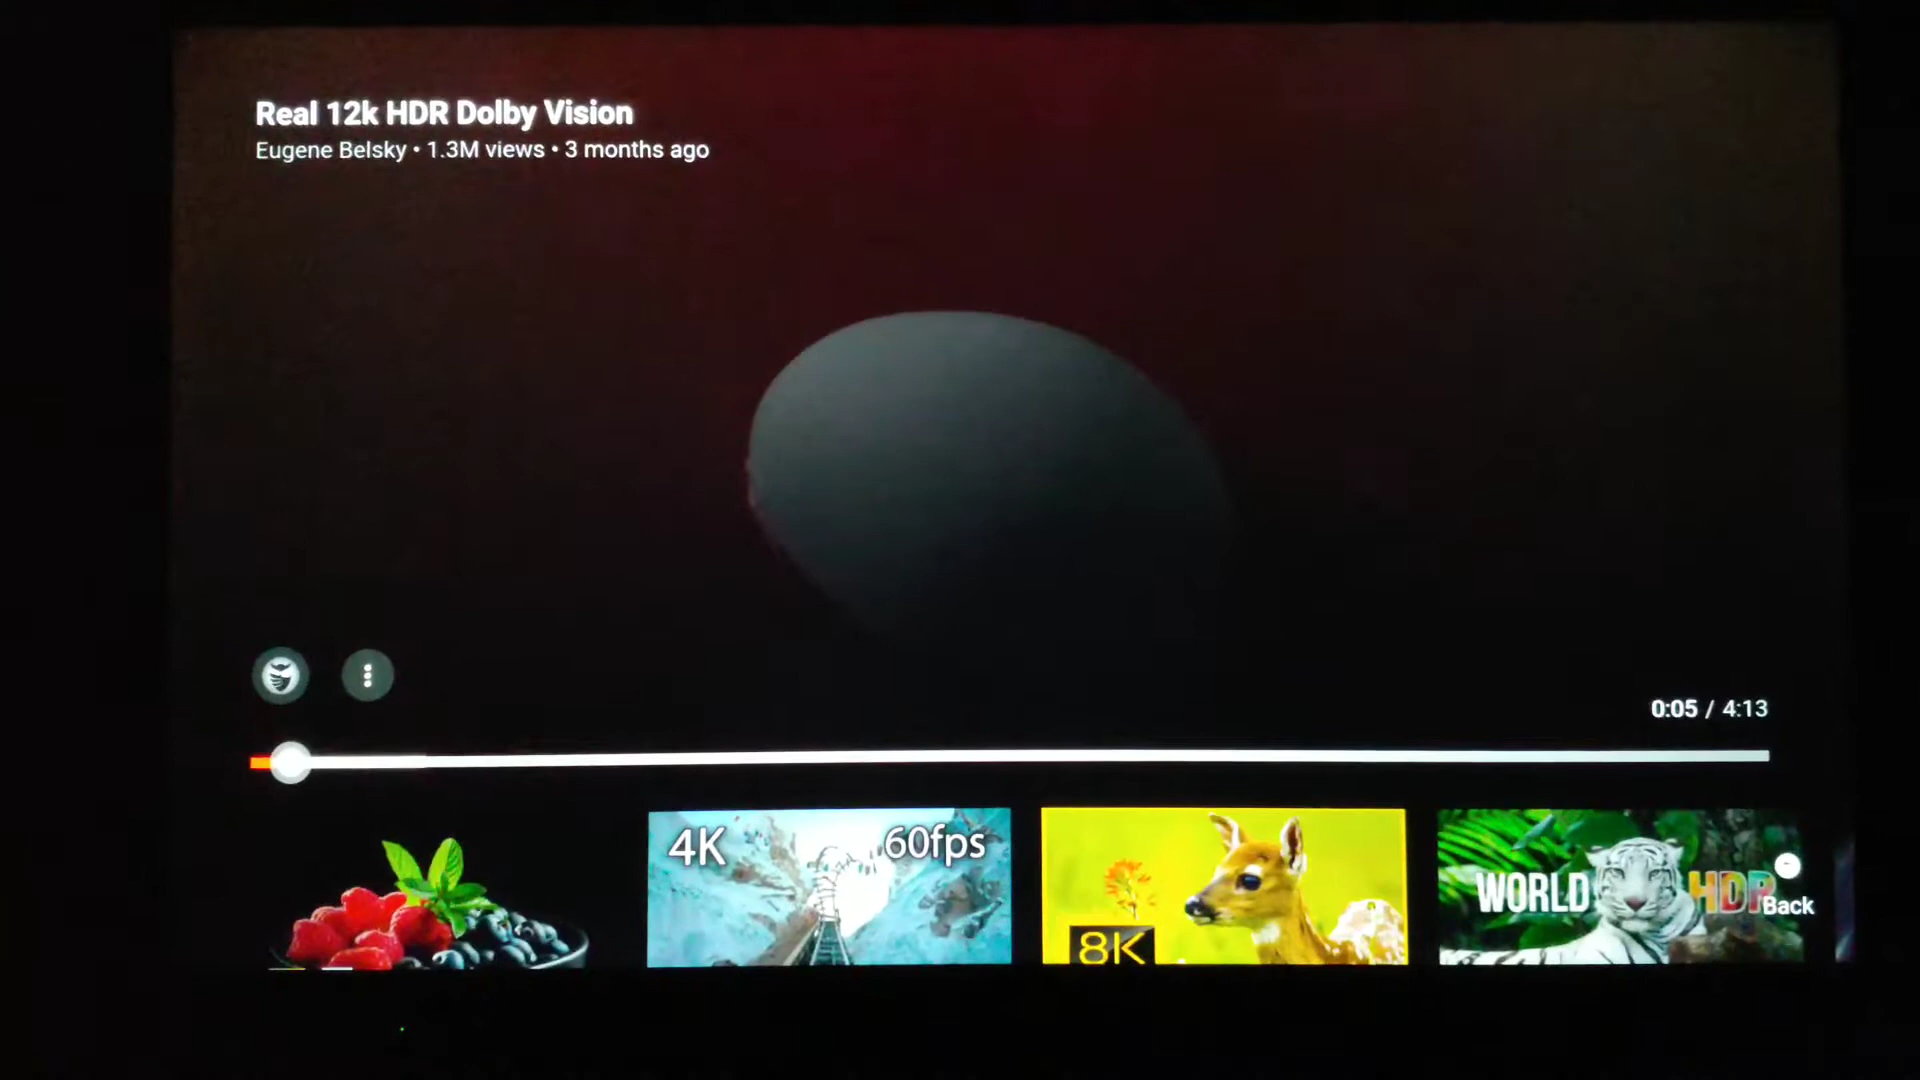 Real 12k HDR Dolby Vision
Eugene Belsky • 1.3M views • 3 months ago
0:05 / 4:13
4K 60fps
8K
WORLD HDR
Back